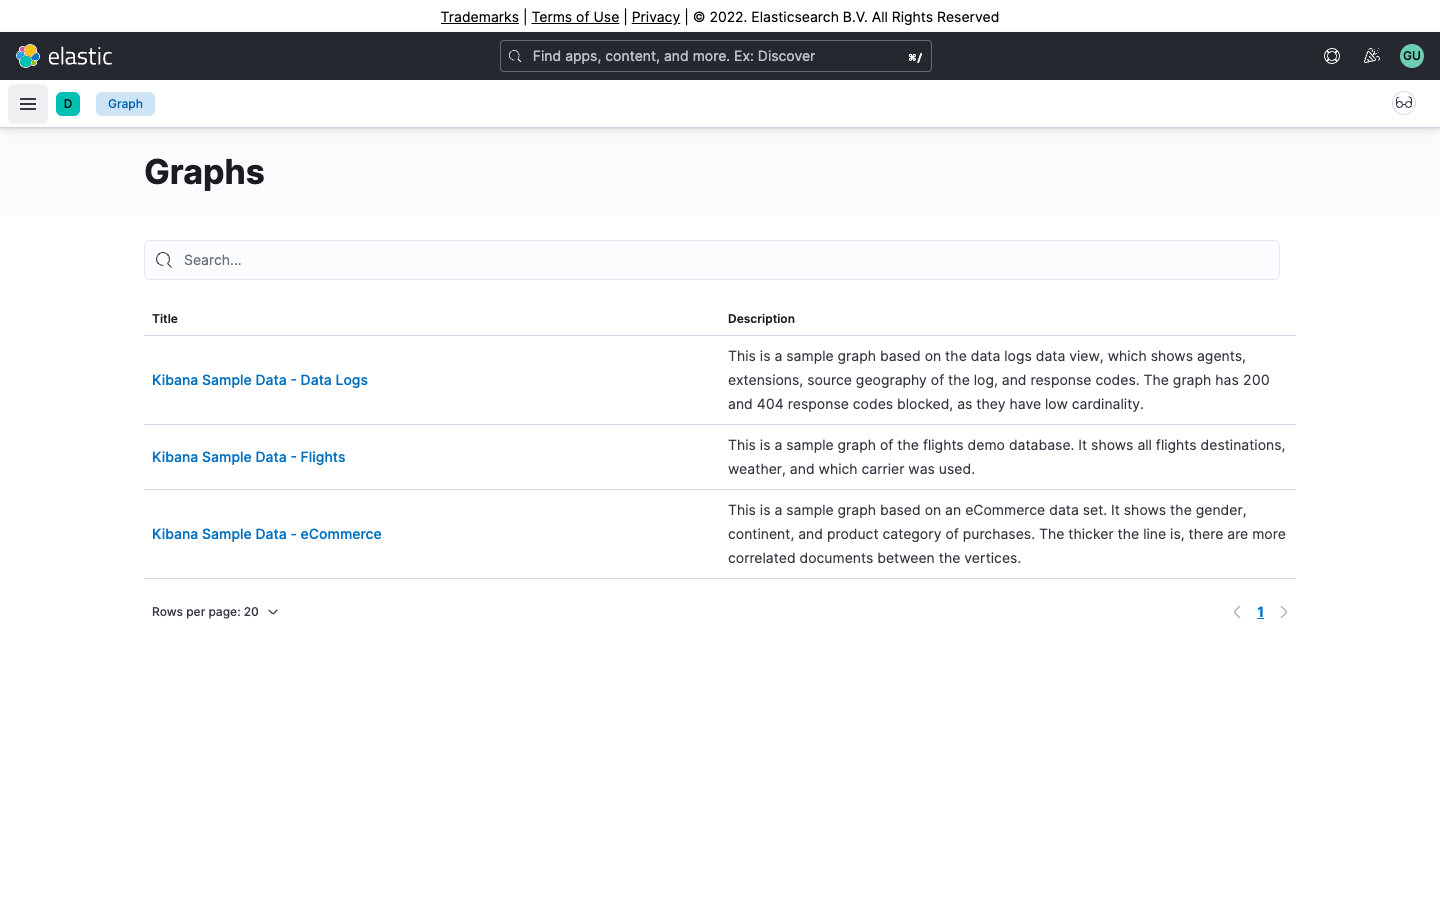 Trademarks | Terms of Use | Privacy | © 2022. Elasticsearch B.V. All Rights Reserved
elastic
Find apps, content, and more. Ex: Discover
⌘/
GU
D
Graph
Graphs
Search...
Title
Description
Kibana Sample Data - Data Logs
This is a sample graph based on the data logs data view, which shows agents,
extensions, source geography of the log, and response codes. The graph has 200
and 404 response codes blocked, as they have low cardinality.
Kibana Sample Data - Flights
This is a sample graph of the flights demo database. It shows all flights destinations,
weather, and which carrier was used.
Kibana Sample Data - eCommerce
This is a sample graph based on an eCommerce data set. It shows the gender,
continent, and product category of purchases. The thicker the line is, there are more
correlated documents between the vertices.
Rows per page: 20
1